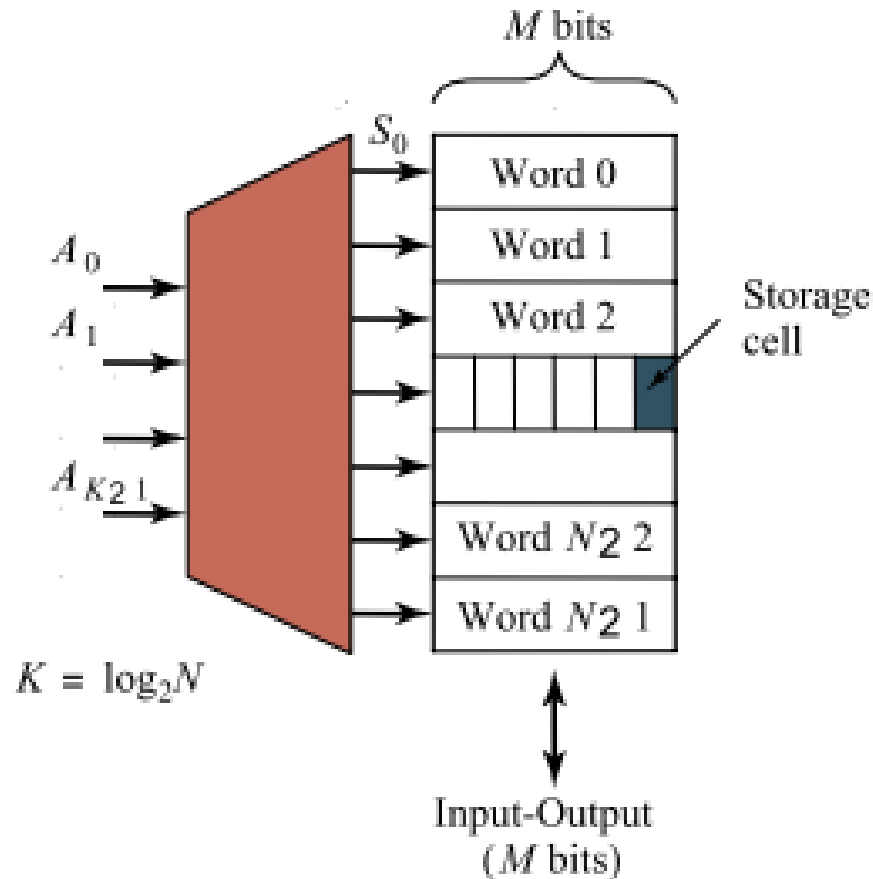 M bits
S0
Word 0
A0
Word 1
A1
Word 2
Storage
cell
AK2 1
Word N2 2
Word N2 1
K = log2N
Input-Output
(M bits)